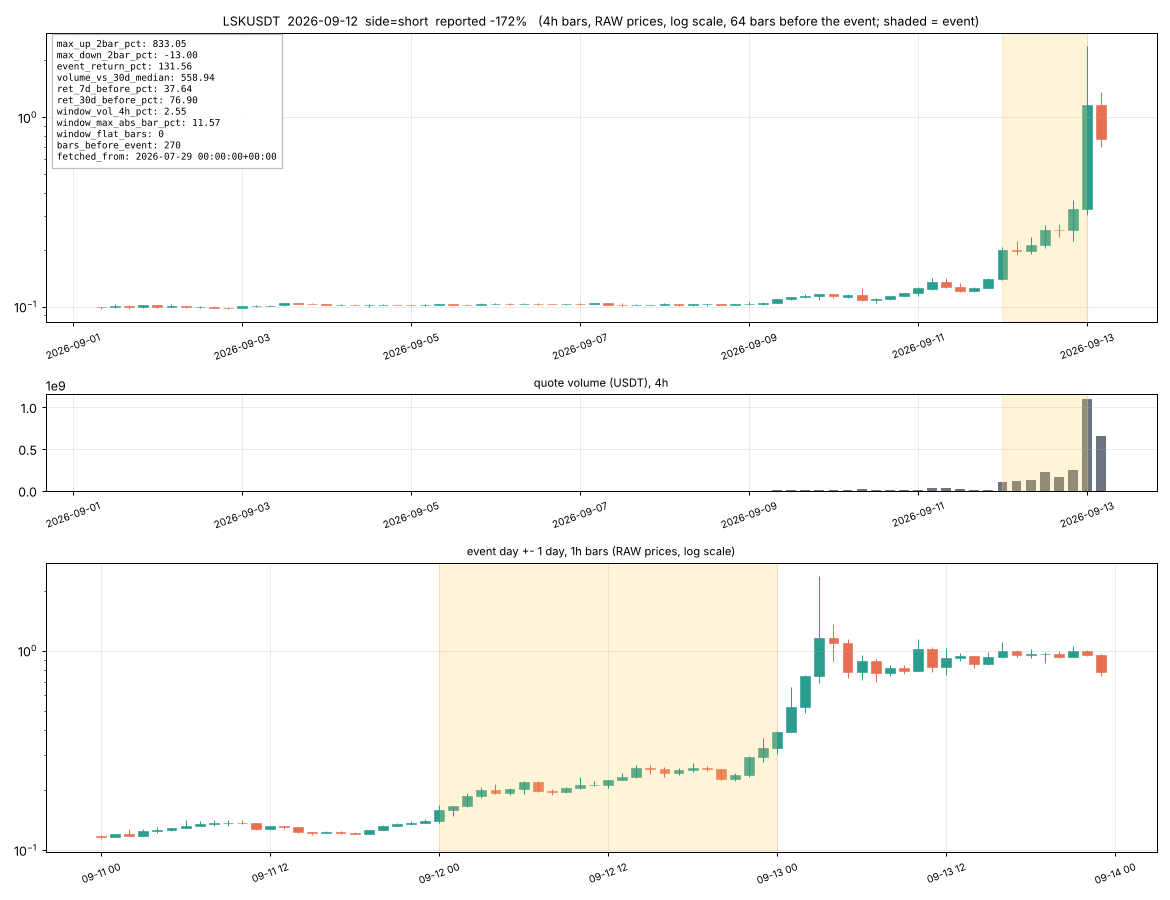 LSKUSDT  2026-09-12  side=short  reported -172%   (4h bars, RAW prices, log scale, 64 bars before the event; shaded = event)
max_up_2bar_pct: 833.05
max_down_2bar_pct: -13.00
event_return_pct: 131.56
volume_vs_30d_median: 558.94
ret_7d_before_pct: 37.64
ret_30d_before_pct: 76.90
window_vol_4h_pct: 2.55
window_max_abs_bar_pct: 11.57
window_flat_bars: 0
bars_before_event: 270
fetched_from: 2026-07-29 00:00:00+00:00
10⁰
10⁻¹
2026-09-01 2026-09-03 2026-09-05 2026-09-07 2026-09-09 2026-09-11 2026-09-13
1e9
quote volume (USDT), 4h
1.0
0.5
0.0
2026-09-01 2026-09-03 2026-09-05 2026-09-07 2026-09-09 2026-09-11 2026-09-13
event day +- 1 day, 1h bars (RAW prices, log scale)
10⁰
10⁻¹
09-11 00 09-11 12 09-12 00 09-12 12 09-13 00 09-13 12 09-14 00